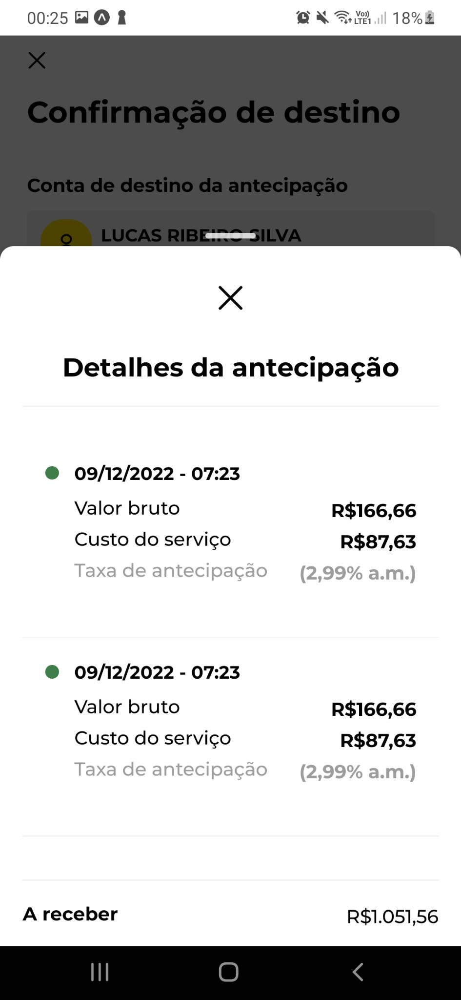 00:25 Vo)) LTE1 18%
Confirmação de destino
Conta de destino da antecipação
LUCAS RIBEIRO SILVA
Detalhes da antecipação
09/12/2022 - 07:23
Valor bruto R$166,66
Custo do serviço R$87,63
Taxa de antecipação (2,99% a.m.)
09/12/2022 - 07:23
Valor bruto R$166,66
Custo do serviço R$87,63
Taxa de antecipação (2,99% a.m.)
A receber R$1.051,56